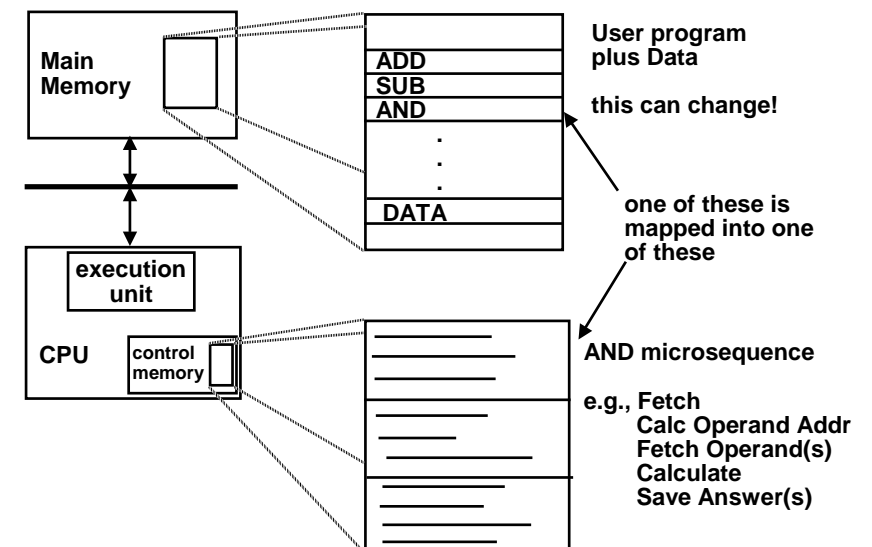 Main
Memory
ADD
SUB
AND
.
.
.
DATA
User program
plus Data
this can change!
one of these is
mapped into one
of these
execution
unit
CPU
control
memory
AND microsequence
e.g., Fetch
Calc Operand Addr
Fetch Operand(s)
Calculate
Save Answer(s)